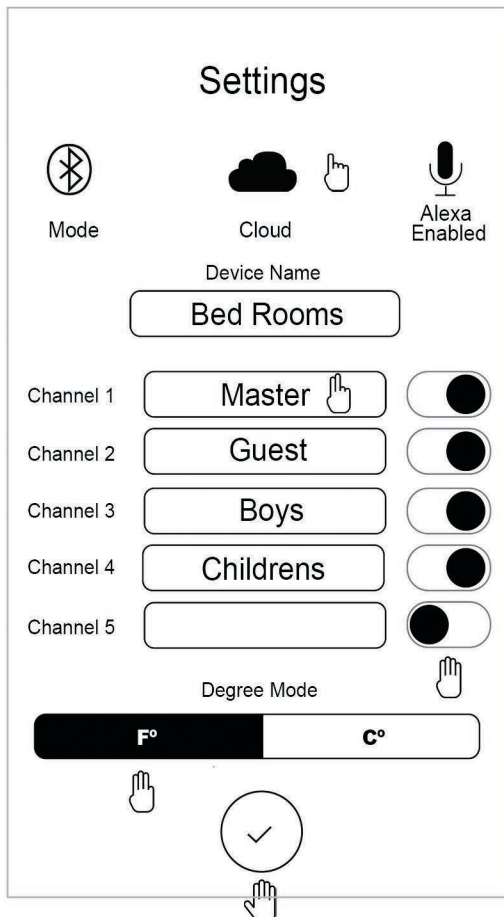 Settings
Mode
Cloud
Alexa
Enabled
Device Name
Bed Rooms
Channel 1 Master
Channel 2 Guest
Channel 3 Boys
Channel 4 Childrens
Channel 5
Degree Mode
Fº Cº